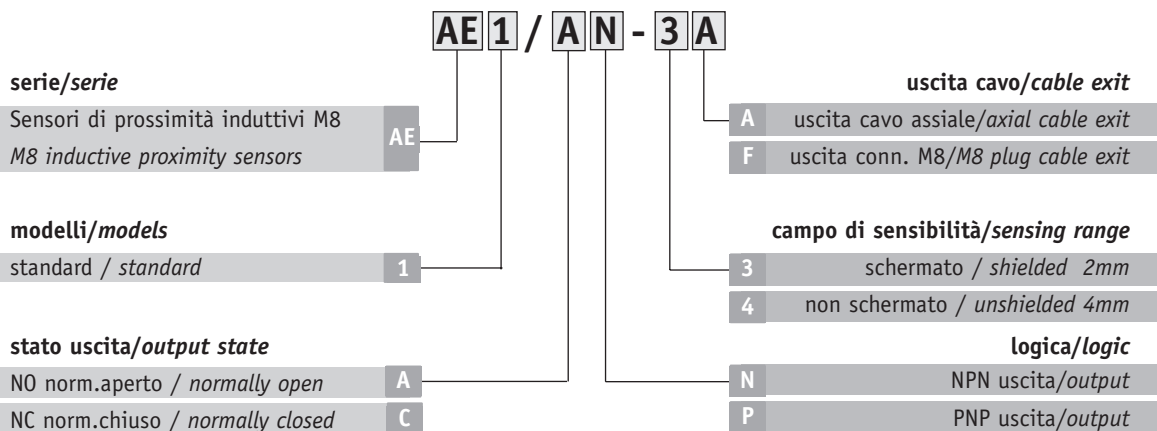 AE1/AN-3A
serie/serie
Sensori di prossimità induttivi M8
M8 inductive proximity sensors
AE
modelli/models
standard / standard
1
stato uscita/output state
NO norm.aperto / normally open
A
NC norm.chiuso / normally closed
C
uscita cavo/cable exit
A
uscita cavo assiale/axial cable exit
F
uscita conn. M8/M8 plug cable exit
campo di sensibilità/sensing range
3
schermato / shielded 2mm
4
non schermato / unshielded 4mm
logica/logic
N
NPN uscita/output
P
PNP uscita/output